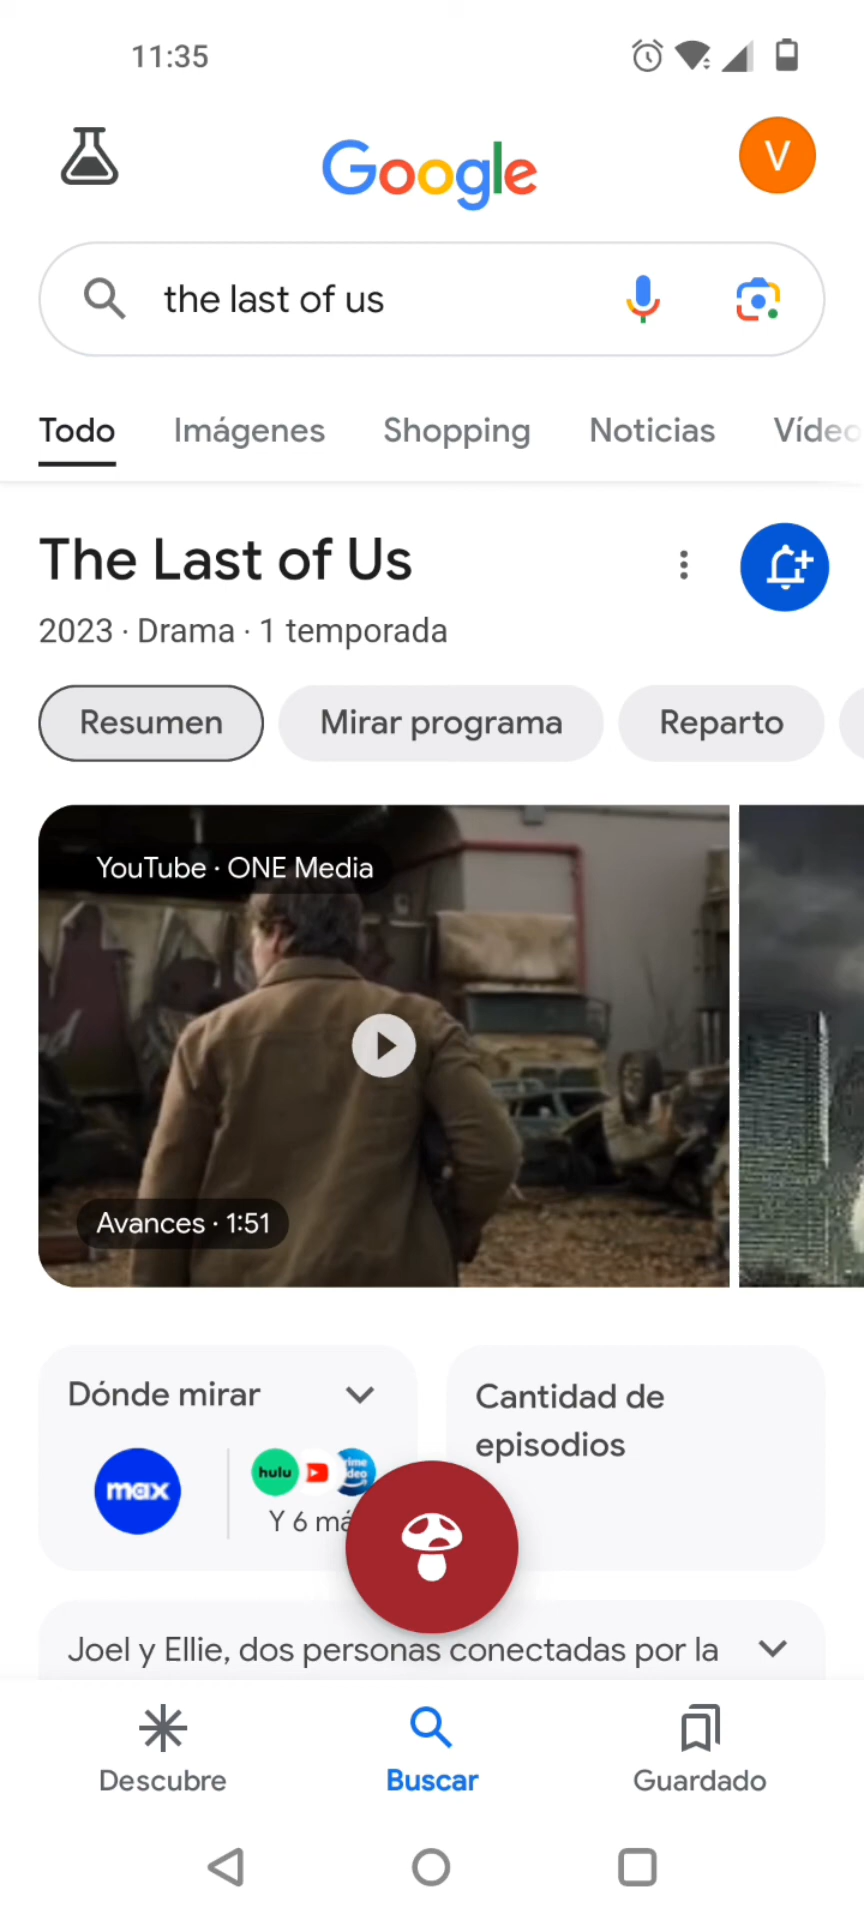 11:35
Google
V
the last of us
Todo Imágenes Shopping Noticias
The Last of Us
2023 · Drama · 1 temporada
Resumen Mirar programa Reparto
YouTube · ONE Media
Avances · 1:51
Dónde mirar
Cantidad de
episodios
max hulu
Y 6
Joel y Ellie, dos personas conectadas por la
Descubre Buscar Guardado